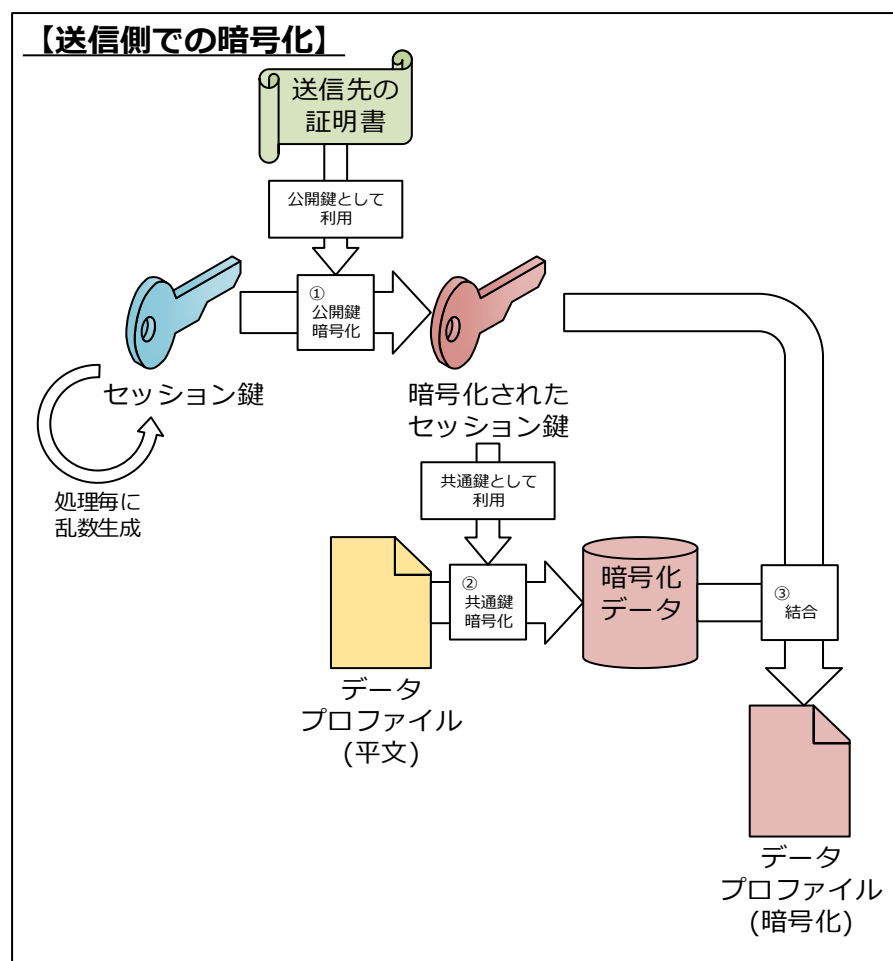 【送信側での暗号化】
送信先の
証明書
公開鍵として
利用
①
公開鍵
暗号化
セッション鍵
暗号化された
セッション鍵
処理毎に
乱数生成
共通鍵として
利用
②
共通鍵
暗号化
暗号化
データ
③
結合
データ
プロファイル
(平文)
データ
プロファイル
(暗号化)